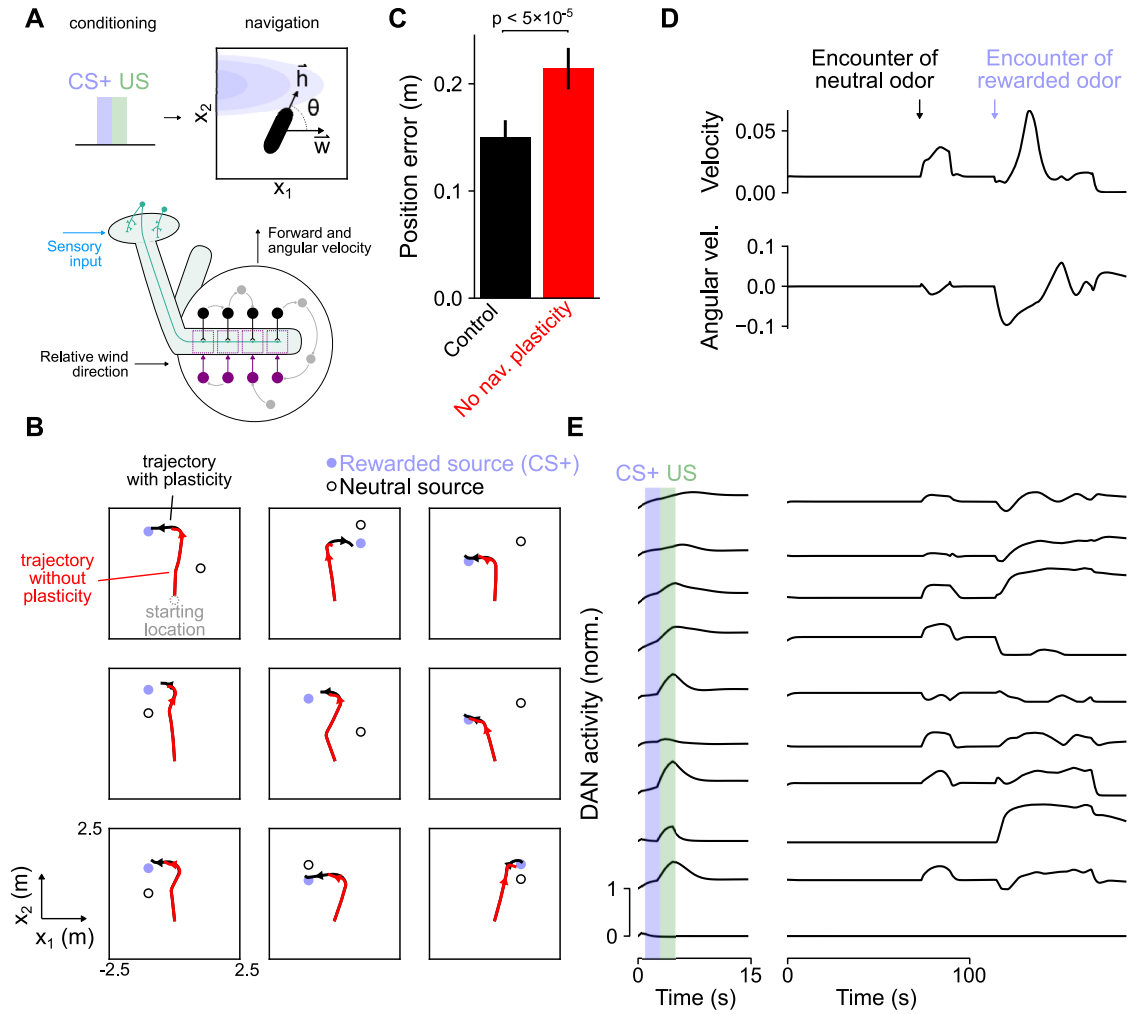 A
conditioning
navigation
CS+ US
h
θ
w
x2
x1
Sensory
input
Forward and
angular velocity
Relative wind
direction
C
p < 5×10-5
Position error (m)
0.2
0.1
0.0
Control
No nav. plasticity
D
Encounter of
neutral odor
Encounter of
rewarded odor
Velocity
0.05
0.00
Angular vel.
0.1
0.0
−0.1
B
trajectory
with plasticity
Rewarded source (CS+)
Neutral source
trajectory
without
plasticity
starting
location
2.5
x2 (m)
x1 (m)
-2.5
2.5
E
CS+ US
DAN activity (norm.)
1
0
0
15
Time (s)
0
100
Time (s)